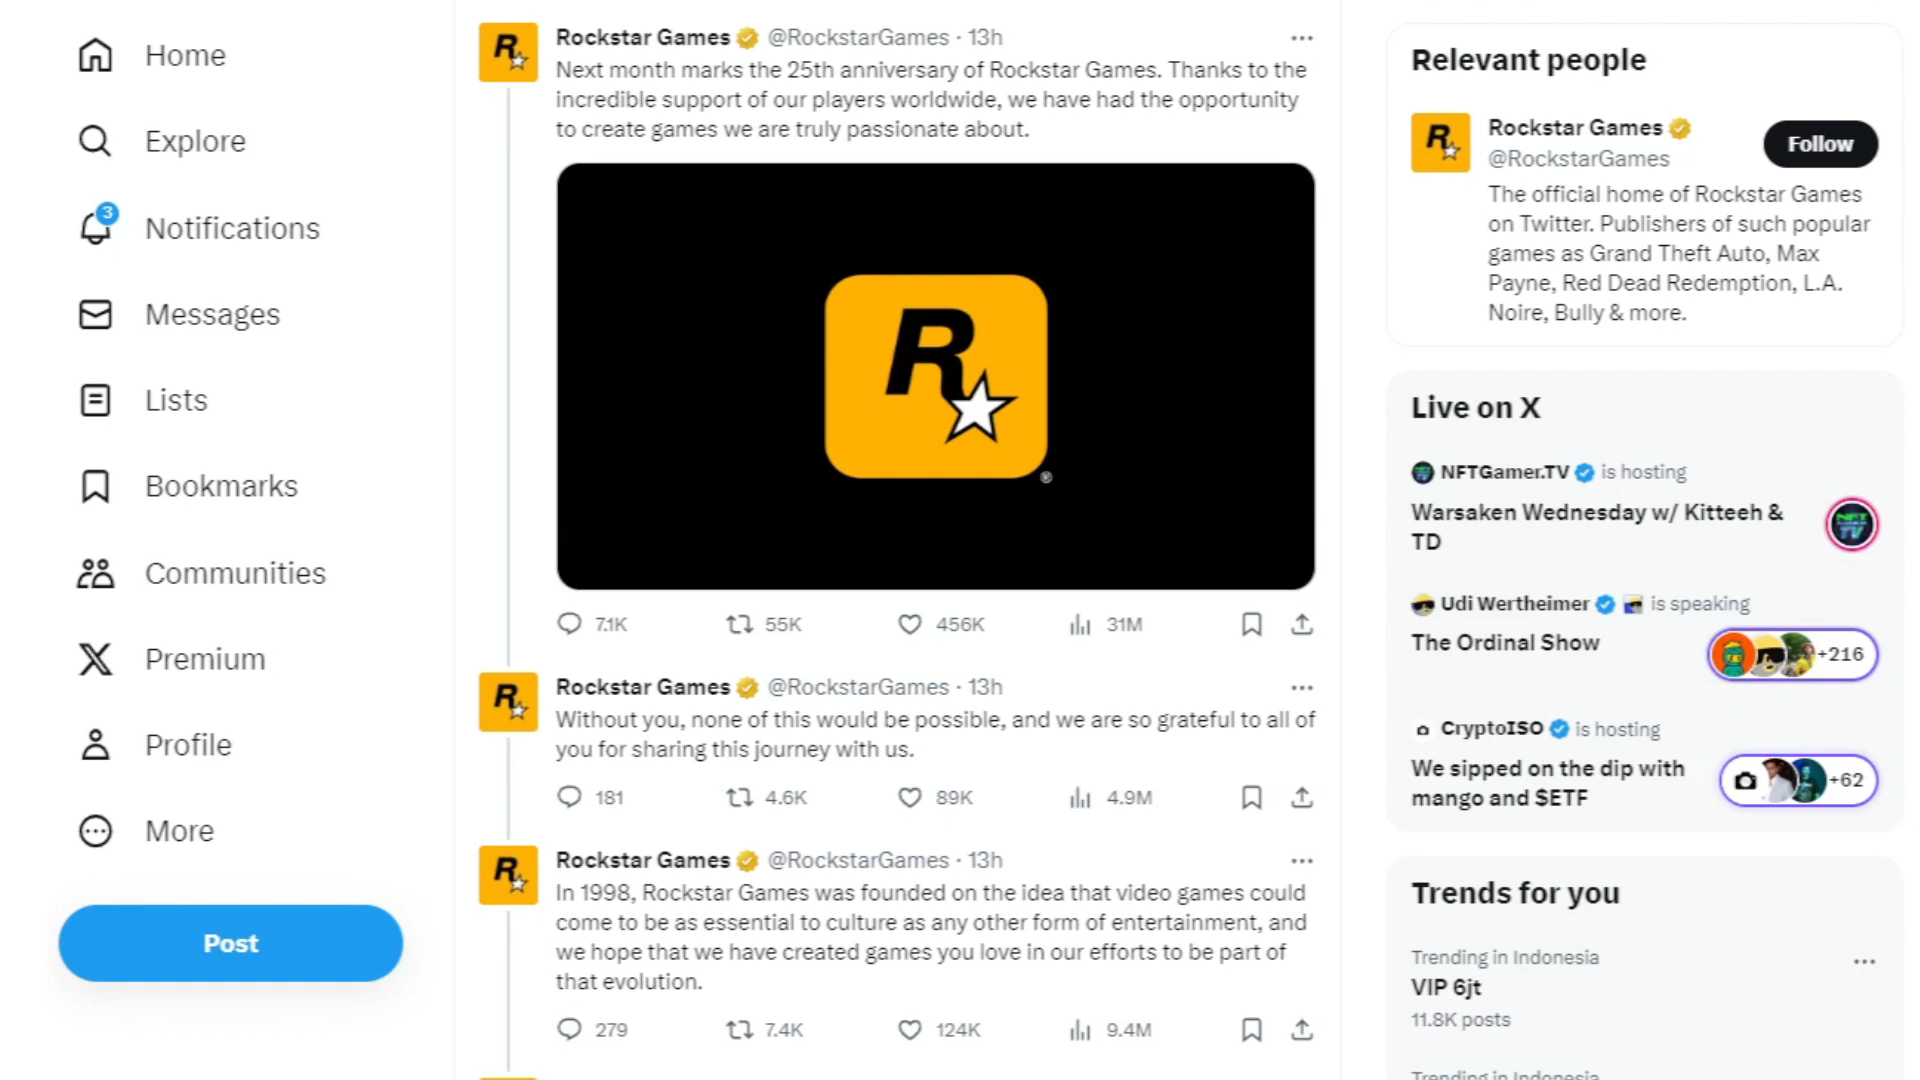 Home
Explore
3
Notifications
Messages
Lists
Bookmarks
Communities
Premium
Profile
More
Post
Rockstar Games @RockstarGames · 13h
Next month marks the 25th anniversary of Rockstar Games. Thanks to the
incredible support of our players worldwide, we have had the opportunity
to create games we are truly passionate about.
R
®
7.1K 55K 456K 31M
Rockstar Games @RockstarGames · 13h
Without you, none of this would be possible, and we are so grateful to all of
you for sharing this journey with us.
181 4.6K 89K 4.9M
Rockstar Games @RockstarGames · 13h
In 1998, Rockstar Games was founded on the idea that video games could
come to be as essential to culture as any other form of entertainment, and
we hope that we have created games you love in our efforts to be part of
that evolution.
279 7.4K 124K 9.4M
Relevant people
Rockstar Games
@RockstarGames
Follow
The official home of Rockstar Games
on Twitter. Publishers of such popular
games as Grand Theft Auto, Max
Payne, Red Dead Redemption, L.A.
Noire, Bully & more.
Live on X
NFTGamer.TV is hosting
Warsaken Wednesday w/ Kitteeh &
TD
Udi Wertheimer is speaking
The Ordinal Show
+216
CryptoISO is hosting
We sipped on the dip with
mango and $ETF
+62
Trends for you
Trending in Indonesia
VIP 6jt
11.8K posts
Trending in Indonesia